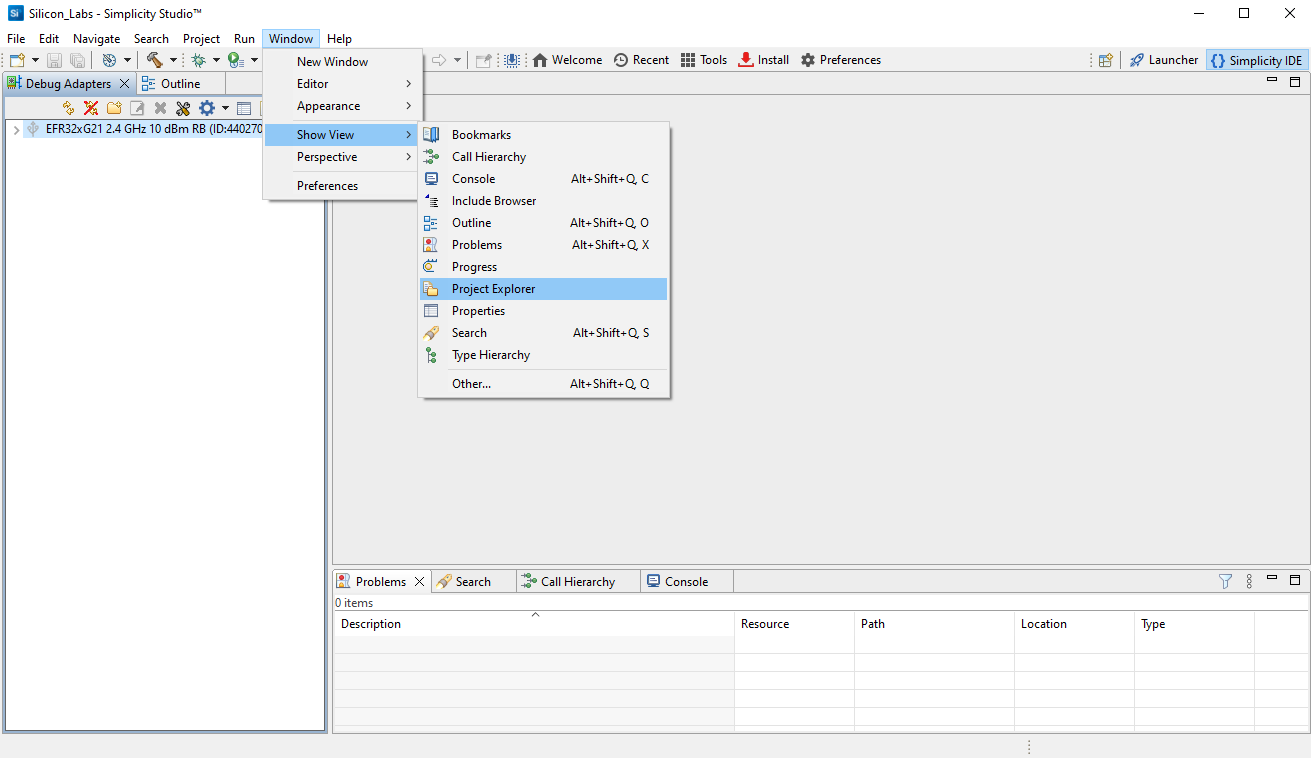 Silicon_Labs - Simplicity Studio™
File Edit Navigate Search Project Run Window Help
Welcome Recent Tools Install Preferences Launcher {} Simplicity IDE
Debug Adapters Outline
EFR32xG21 2.4 GHz 10 dBm RB (ID:440270
New Window
Editor
Appearance
Show View
Perspective
Preferences
Bookmarks
Call Hierarchy
Console Alt+Shift+Q, C
Include Browser
Outline Alt+Shift+Q, O
Problems Alt+Shift+Q, X
Progress
Project Explorer
Properties
Search Alt+Shift+Q, S
Type Hierarchy
Other... Alt+Shift+Q, Q
Problems Search Call Hierarchy Console
0 items
Description Resource Path Location Type